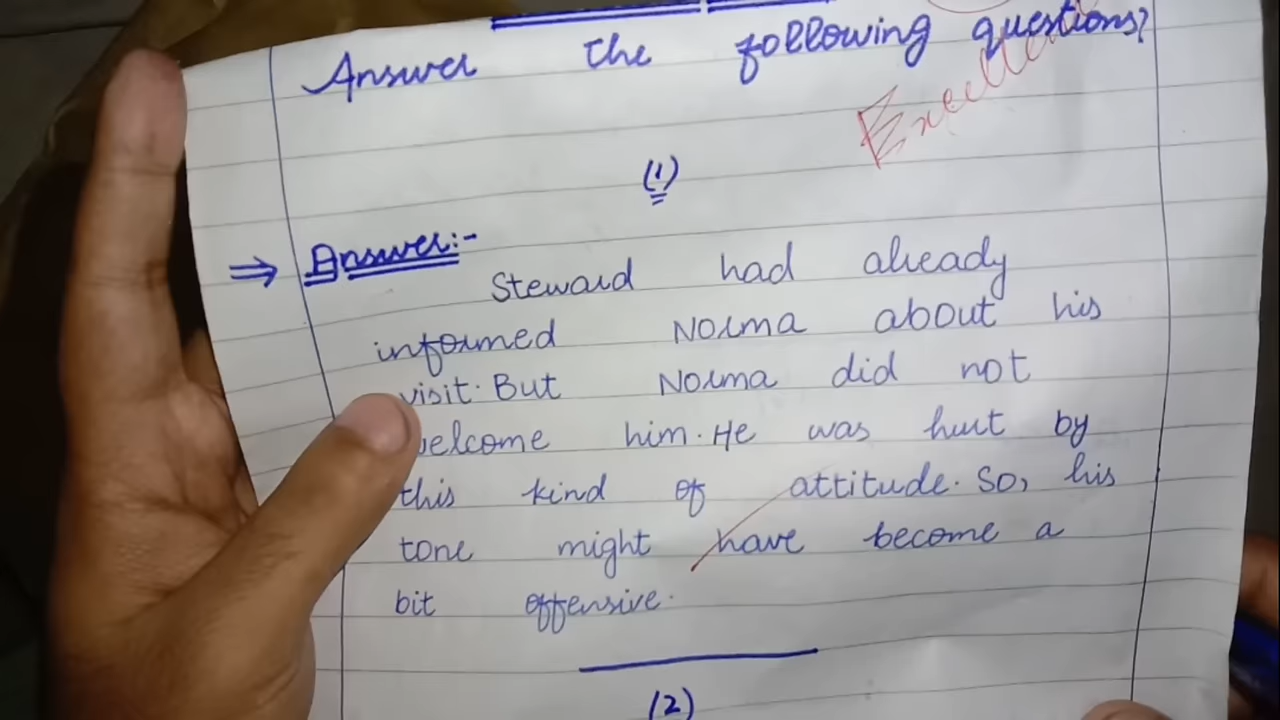 Answer the following questions?
Excellent
(1)
⇒ Answer:-
Steward had already
informed Norma about his
visit. But Norma did not
welcome him. He was hurt by
this kind of attitude. So, his
tone might have become a
bit offensive.
(2)